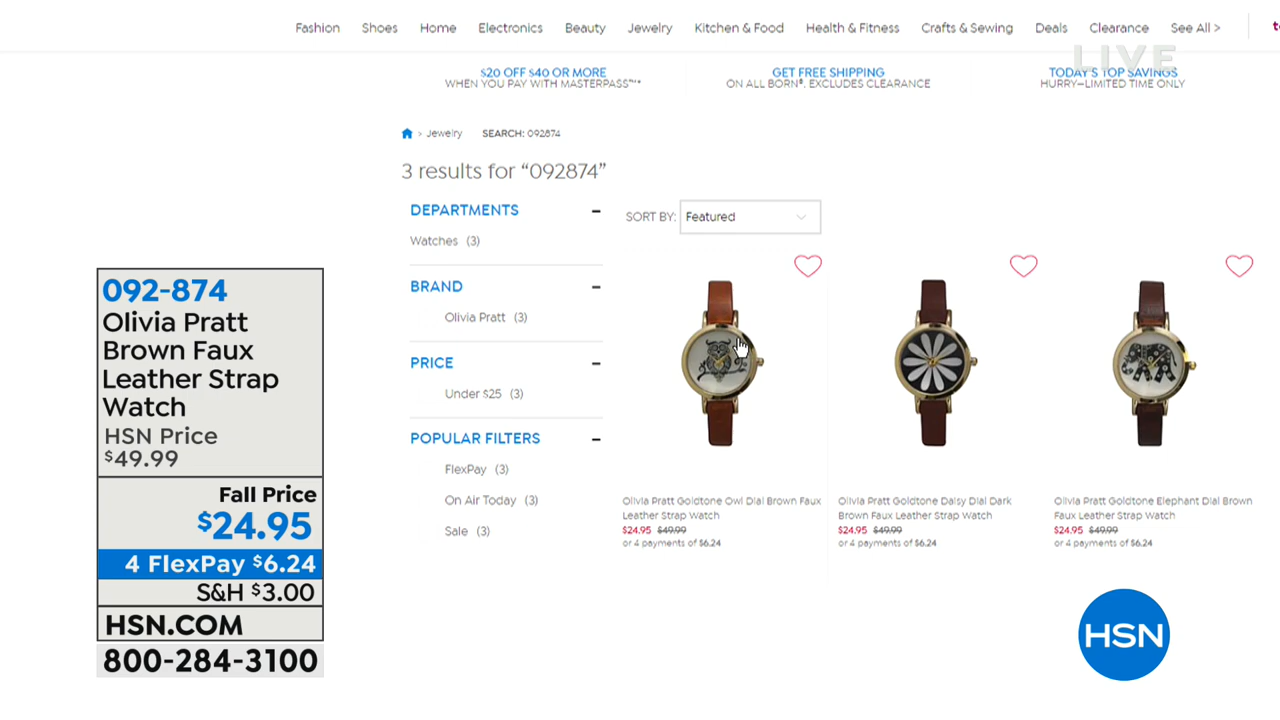 Fashion Shoes Home Electronics Beauty Jewelry Kitchen & Food Health & Fitness Crafts & Sewing Deals Clearance See All >
LIVE
$20 OFF $40 OR MORE
WHEN YOU PAY WITH MASTERPASS™*
GET FREE SHIPPING
ON ALL BORN®. EXCLUDES CLEARANCE
TODAY'S TOP SAVINGS
HURRY—LIMITED TIME ONLY
> Jewelry SEARCH: 092874
3 results for “092874”
DEPARTMENTS
Watches (3)
BRAND
Olivia Pratt (3)
PRICE
Under $25 (3)
POPULAR FILTERS
FlexPay (3)
On Air Today (3)
Sale (3)
SORT BY: Featured
Olivia Pratt Goldtone Owl Dial Brown Faux
Leather Strap Watch
$24.95 $49.99
or 4 payments of $6.24
Olivia Pratt Goldtone Daisy Dial Dark
Brown Faux Leather Strap Watch
$24.95 $49.99
or 4 payments of $6.24
Olivia Pratt Goldtone Elephant Dial Brown
Faux Leather Strap Watch
$24.95 $49.99
or 4 payments of $6.24
092-874
Olivia Pratt
Brown Faux
Leather Strap
Watch
HSN Price
$49.99
Fall Price
$24.95
4 FlexPay $6.24
S&H $3.00
HSN.COM
800-284-3100
HSN